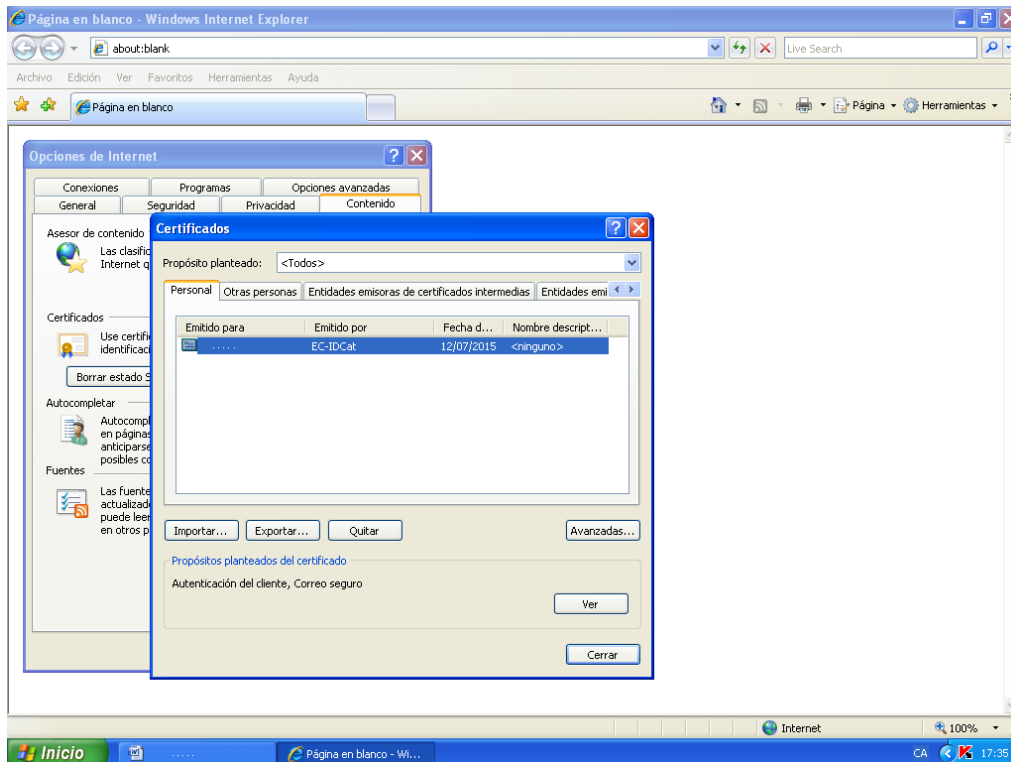 Página en blanco - Windows Internet Explorer
about:blank
Live Search
Archivo Edición Ver Favoritos Herramientas Ayuda
Página en blanco
Página Herramientas
Opciones de Internet
Conexiones Programas Opciones avanzadas
General Seguridad Privacidad Contenido
Asesor de contenido
Las clasific
Internet q
Certificados
Use certifi
identificaci
Borrar estado S
Autocompletar
Autocompl
en páginas
anticiparse
posibles co
Fuentes
Las fuente
actualizado
puede leer
en otros p
Certificados
Propósito planteado: <Todos>
Personal Otras personas Entidades emisoras de certificados intermedias Entidades emi
Emitido para Emitido por Fecha d... Nombre descript...
..... EC-IDCat 12/07/2015 <ninguno>
Importar... Exportar... Quitar Avanzadas...
Propósitos planteados del certificado
Autenticación del cliente, Correo seguro
Ver
Cerrar
Internet 100%
Inicio ..... Página en blanco - Wi... CA 17:35